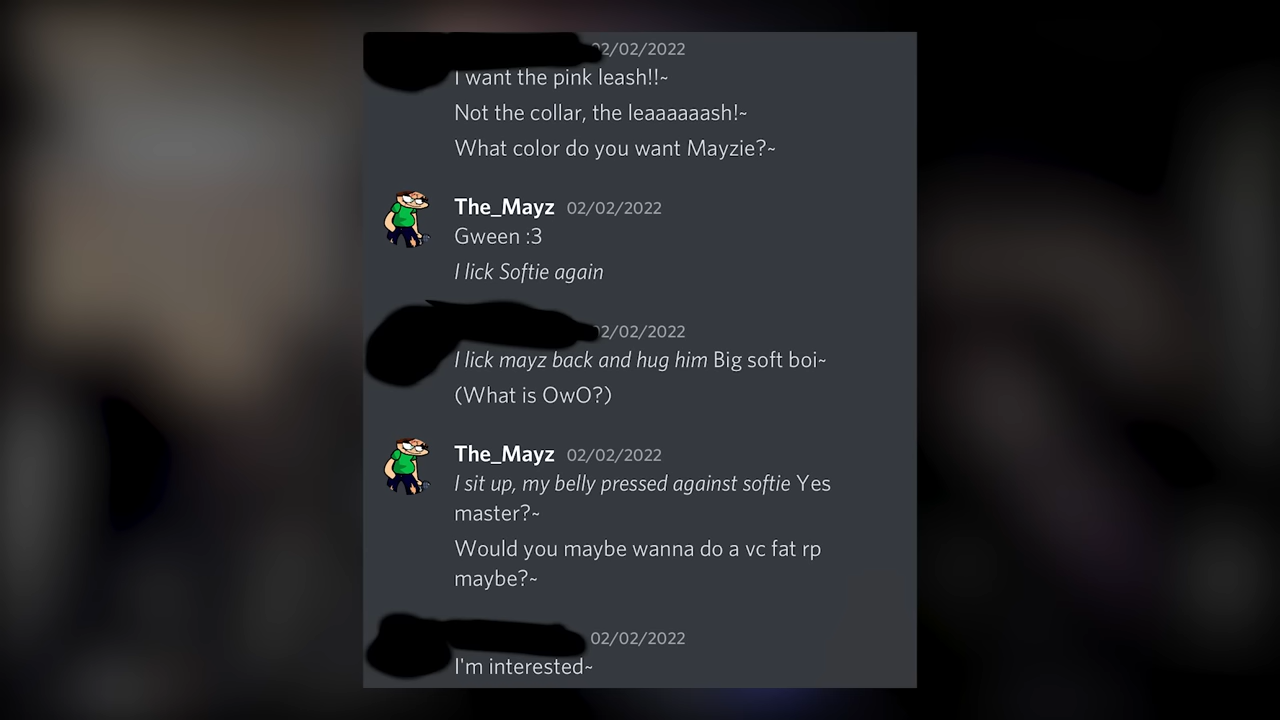 02/02/2022
I want the pink leash!!~
Not the collar, the leaaaaaash!~
What color do you want Mayzie?~
The_Mayz 02/02/2022
Gween :3
I lick Softie again
02/02/2022
I lick mayz back and hug him Big soft boi~
(What is OwO?)
The_Mayz 02/02/2022
I sit up, my belly pressed against softie Yes
master?~
Would you maybe wanna do a vc fat rp
maybe?~
02/02/2022
I'm interested~